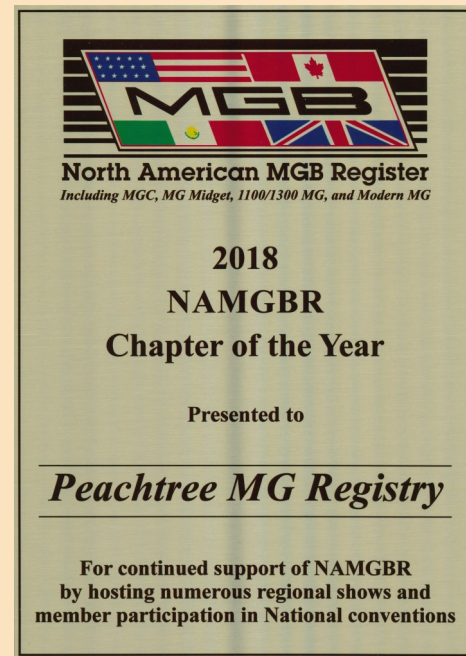 MGB
North American MGB Register
Including MGC, MG Midget, 1100/1300 MG, and Modern MG
2018
NAMGBR
Chapter of the Year
Presented to
Peachtree MG Registry
For continued support of NAMGBR
by hosting numerous regional shows and
member participation in National conventions